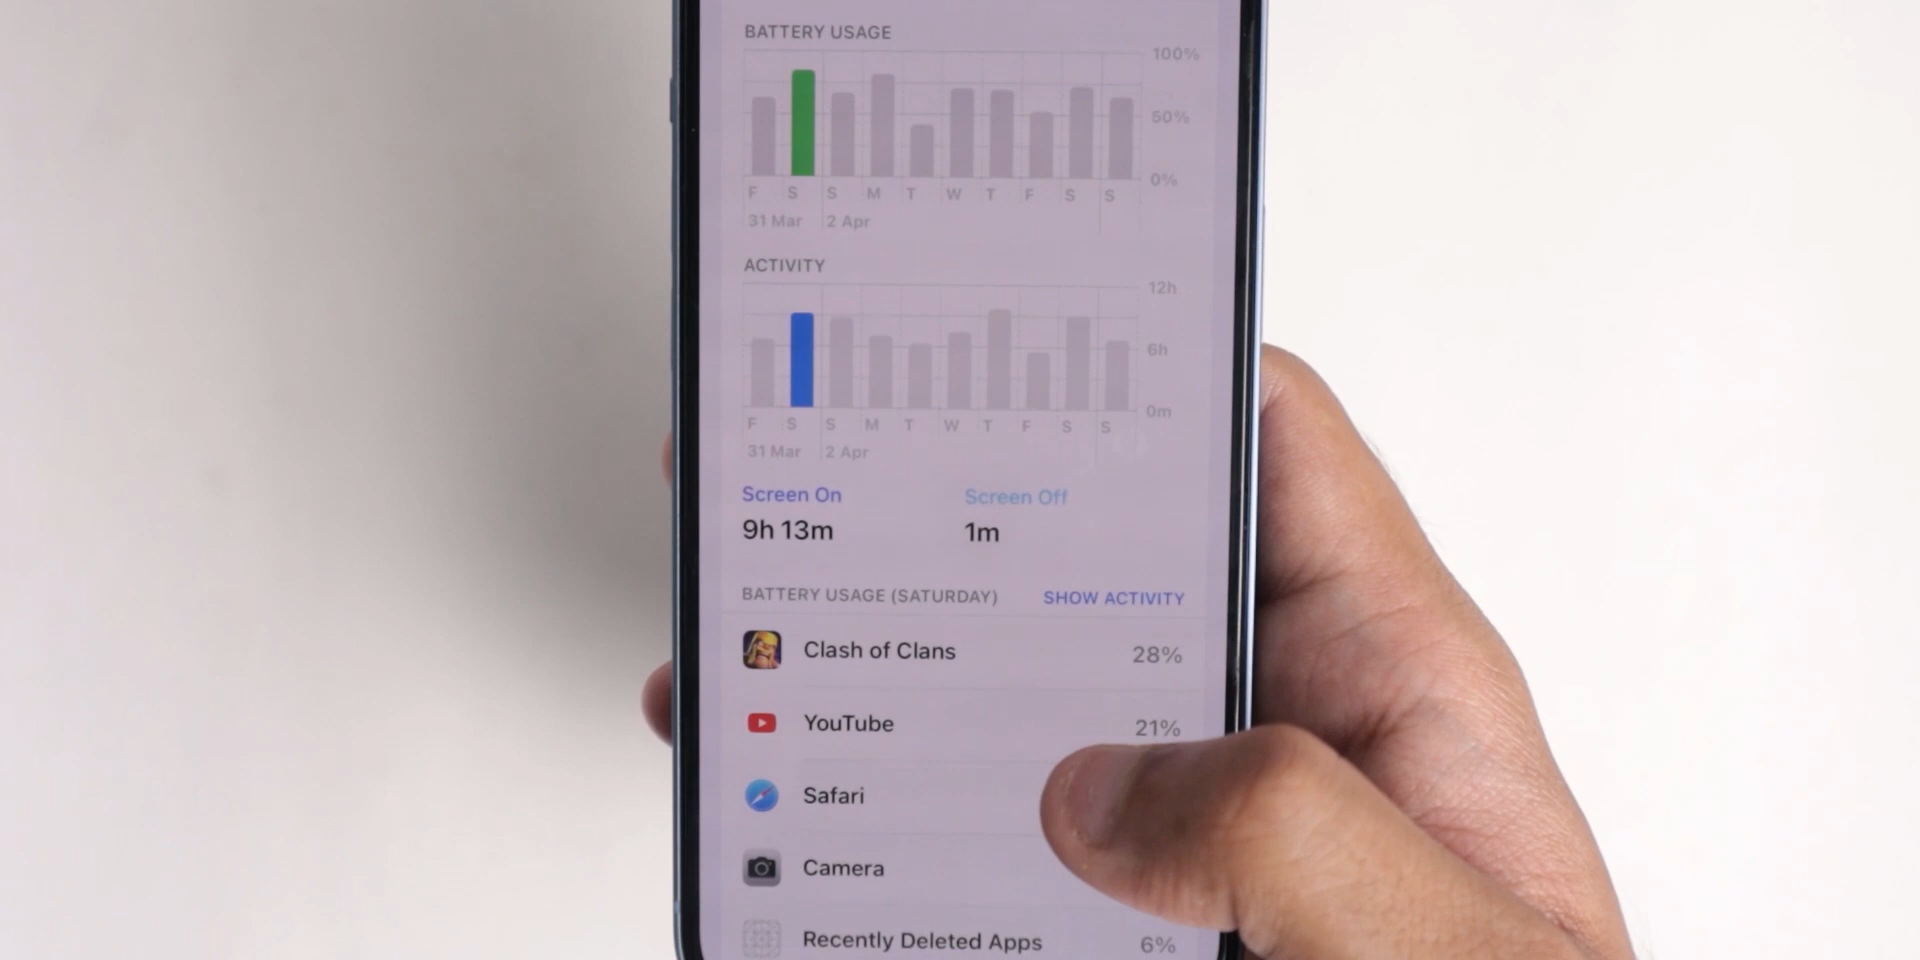 BATTERY USAGE
100%
50%
0%
F S S M T W T F S S
31 Mar 2 Apr
ACTIVITY
12h
6h
0m
F S S M T W T F S S
31 Mar 2 Apr
Screen On Screen Off
9h 13m 1m
BATTERY USAGE (SATURDAY) SHOW ACTIVITY
Clash of Clans 28%
YouTube 21%
Safari
Camera
Recently Deleted Apps 6%